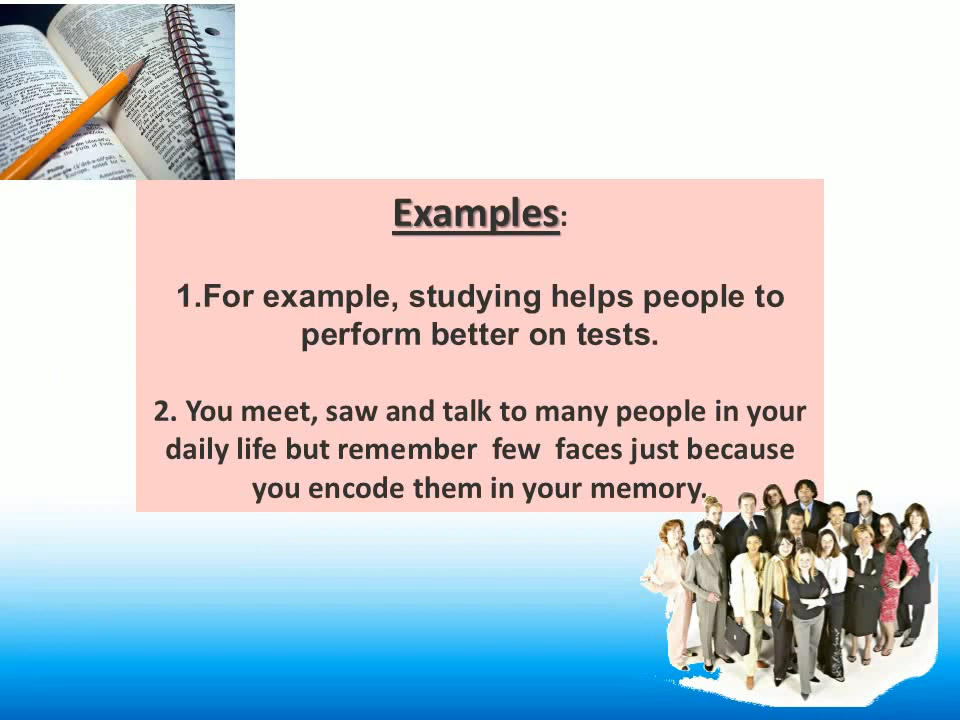 Examples:
1.For example, studying helps people to
perform better on tests.
2. You meet, saw and talk to many people in your
daily life but remember few faces just because
you encode them in your memory.